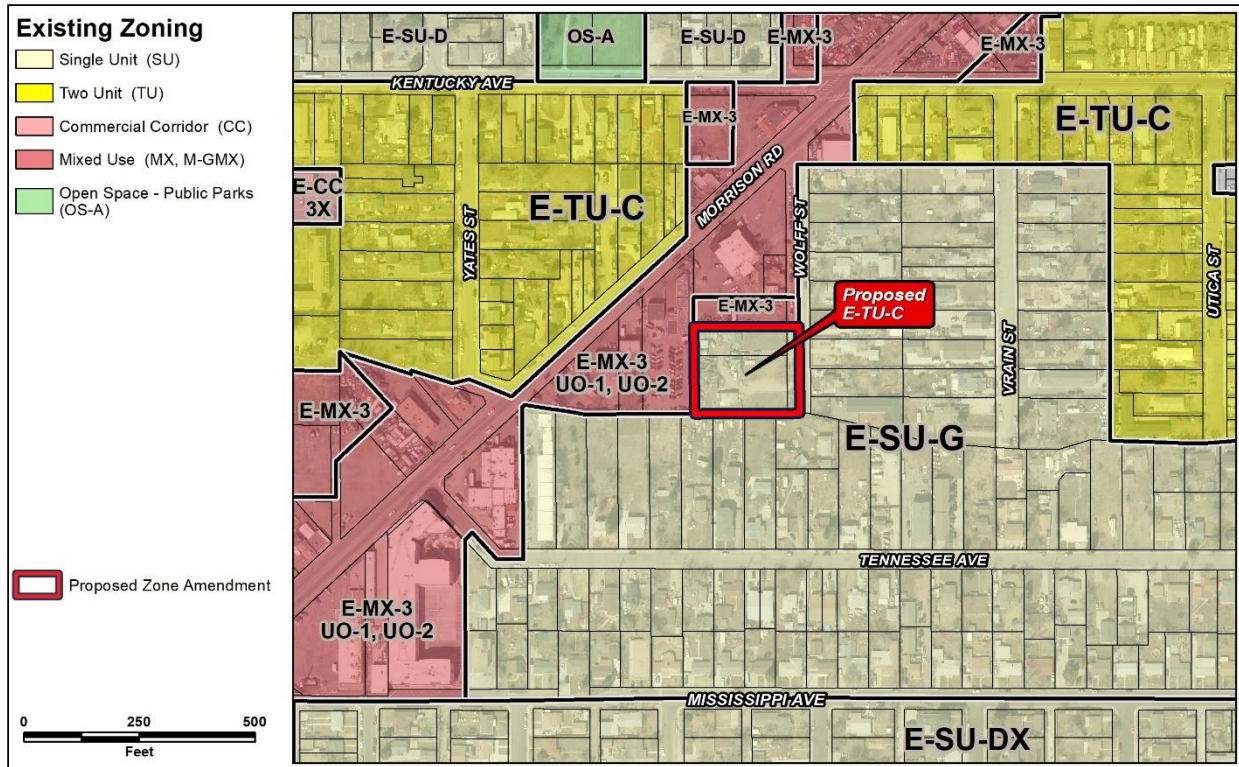 Existing Zoning
Single Unit (SU)
Two Unit (TU)
Commercial Corridor (CC)
Mixed Use (MX, M-GMX)
Open Space - Public Parks
(OS-A)
Proposed Zone Amendment
0 250 500
Feet
E-SU-D
OS-A
E-SU-D
E-MX-3
E-MX-3
KENTUCKY AVE
E-MX-3
E-TU-C
E-CC
3X
E-TU-C
YATES ST
MORRISON RD
WOLFF ST
UTICA ST
E-MX-3
Proposed
E-TU-C
VRAIN ST
E-MX-3
UO-1, UO-2
E-MX-3
E-SU-G
TENNESSEE AVE
E-MX-3
UO-1, UO-2
MISSISSIPPI AVE
E-SU-DX